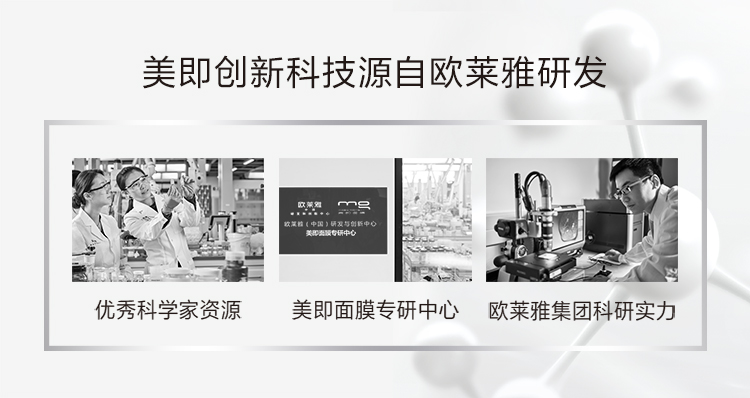 美即创新科技源自欧莱雅研发
欧莱雅
mg
欧莱雅（中国）研发与创新中心
美即面膜专研中心
优秀科学家资源
美即面膜专研中心
欧莱雅集团科研实力